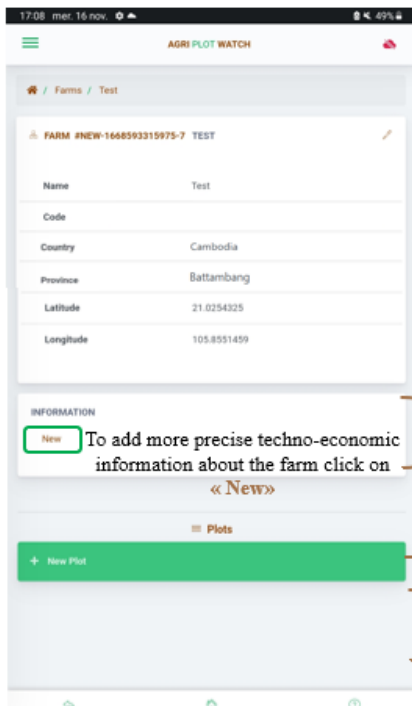 17:08 mer. 16 nov.
49%
AGRI PLOT WATCH
/ Farms / Test
FARM #NEW-1668593315975-7 TEST
Name Test
Code
Country Cambodia
Province Battambang
Latitude 21.0254325
Longitude 105.8551459
INFORMATION
New
To add more precise techno-economic
information about the farm click on
« New»
Plots
+ New Plot